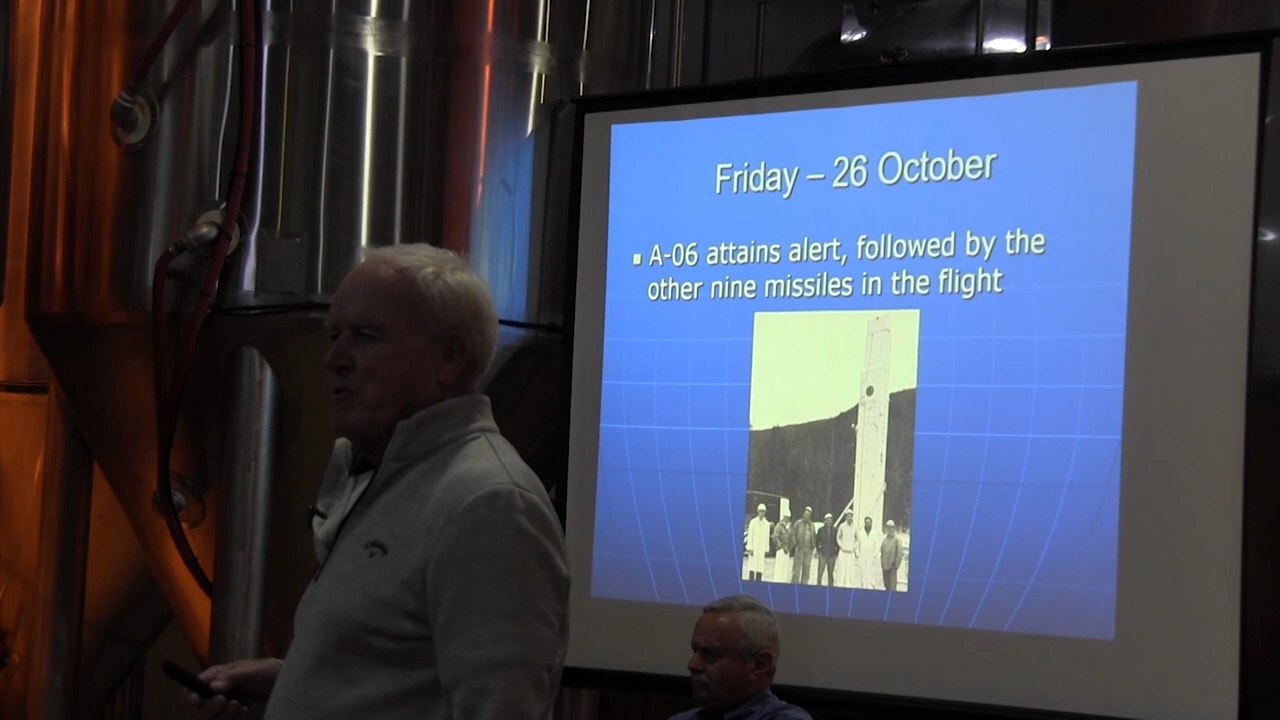 Friday – 26 October
A-06 attains alert, followed by the
other nine missiles in the flight